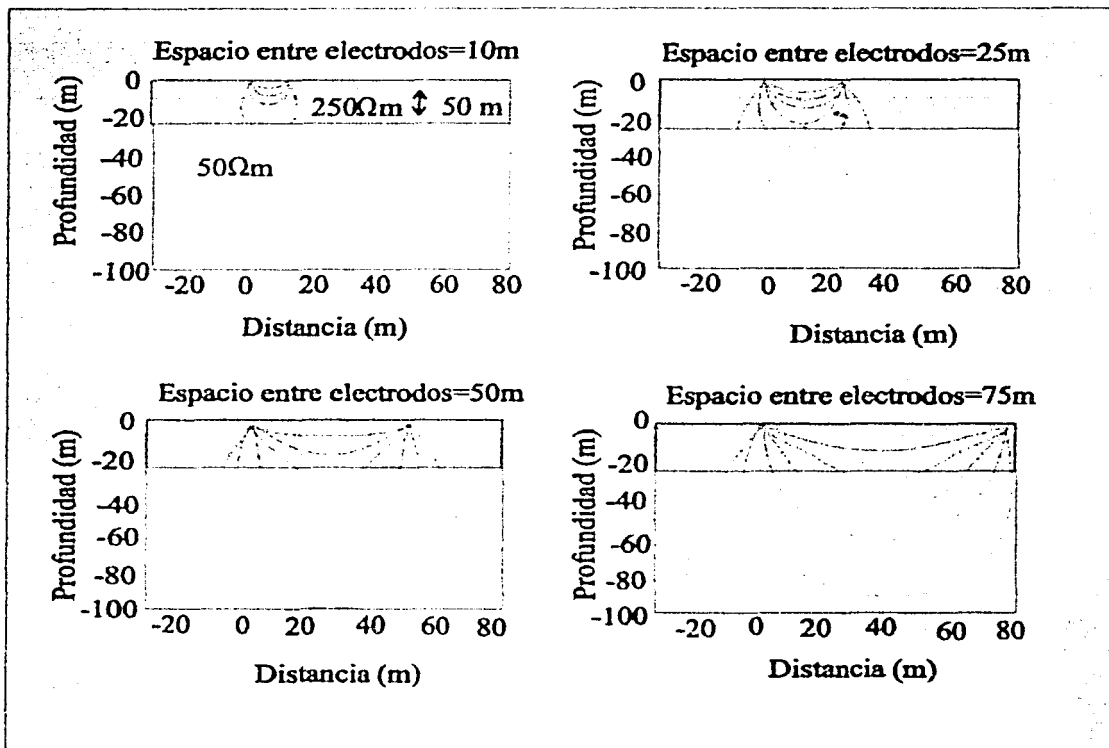 Espacio entre electrodos=10m
0
-20
-40
-60
-80
-100
Profundidad (m)
250Ωm ↕ 50 m
50Ωm
-20 0 20 40 60 80
Distancia (m)
Espacio entre electrodos=25m
0
-20
-40
-60
-80
-100
Profundidad (m)
-20 0 20 40 60 80
Distancia (m)
Espacio entre electrodos=50m
0
-20
-40
-60
-80
-100
Profundidad (m)
-20 0 20 40 60 80
Distancia (m)
Espacio entre electrodos=75m
0
-20
-40
-60
-80
-100
Profundidad (m)
-20 0 20 40 60 80
Distancia (m)